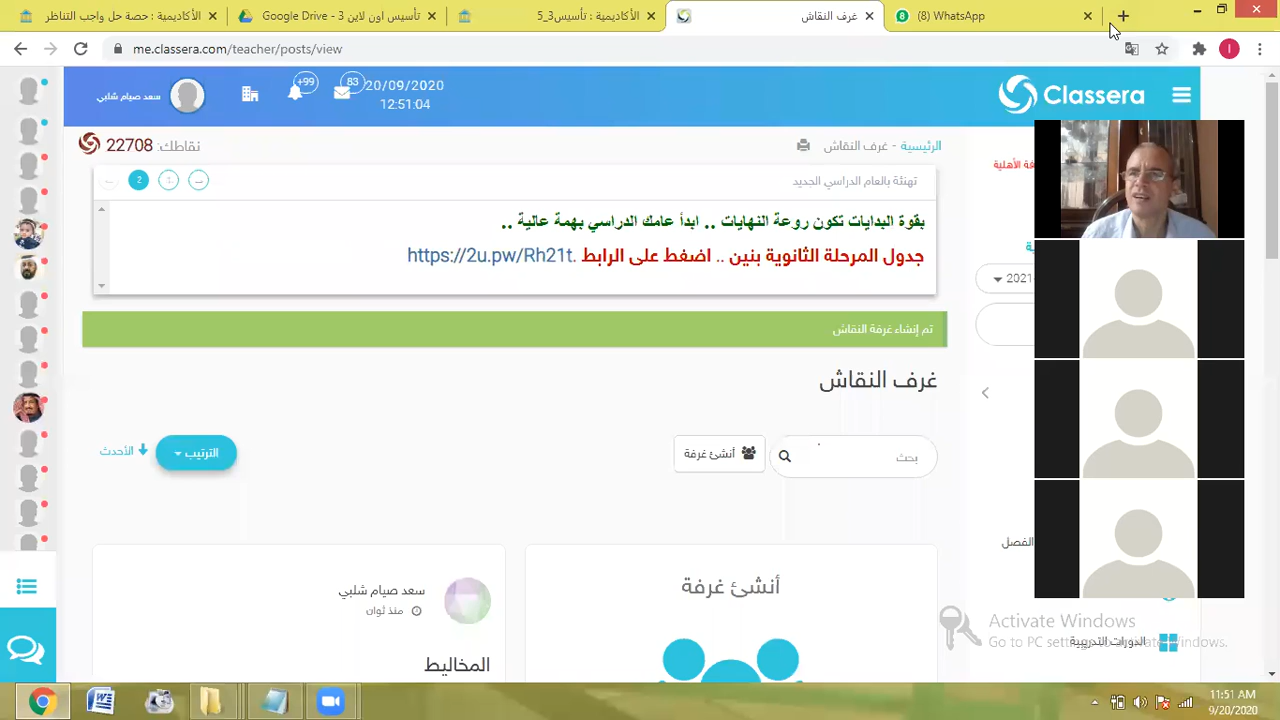 الأكاديمية : حصة حل واجب التناظر
Google Drive - 3 تأسيس أون لاين
الأكاديمية : تأسيس3_5
غرف النقاش
(8) WhatsApp
me.classera.com/teacher/posts/view
سعد صيام شلبي
+99
83
20/09/2020
12:51:04
Classera
نقاطك: 22708
الرئيسية - غرف النقاش
2
تهنئة بالعام الدراسي الجديد
بقوة البدايات تكون روعة النهايات .. ابدأ عامك الدراسي بهمة عالية ..
جدول المرحلة الثانوية بنين .. اضغط على الرابط .https://2u.pw/Rh21t
تم إنشاء غرفة النقاش
غرف النقاش
بحث
أنشئ غرفة
الترتيب
الأحدث
أنشئ غرفة
سعد صيام شلبي
منذ ثوان
المخاليط
2021
الفصل
الدورات التدريبية
Activate Windows
Go to PC settings to activate Windows.
11:51 AM
9/20/2020